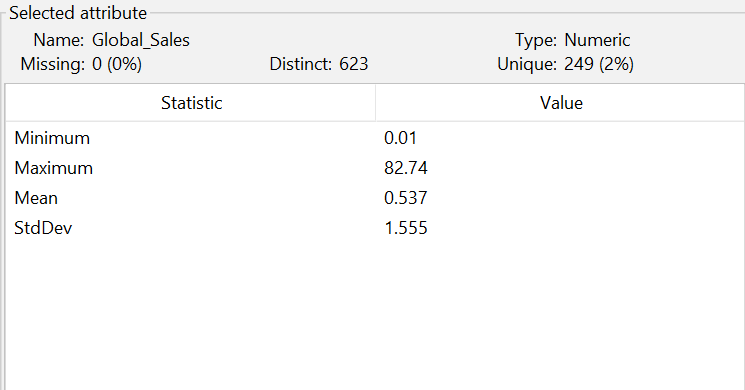 Selected attribute
Name: Global_Sales Type: Numeric
Missing: 0 (0%) Distinct: 623 Unique: 249 (2%)
Statistic Value
Minimum 0.01
Maximum 82.74
Mean 0.537
StdDev 1.555